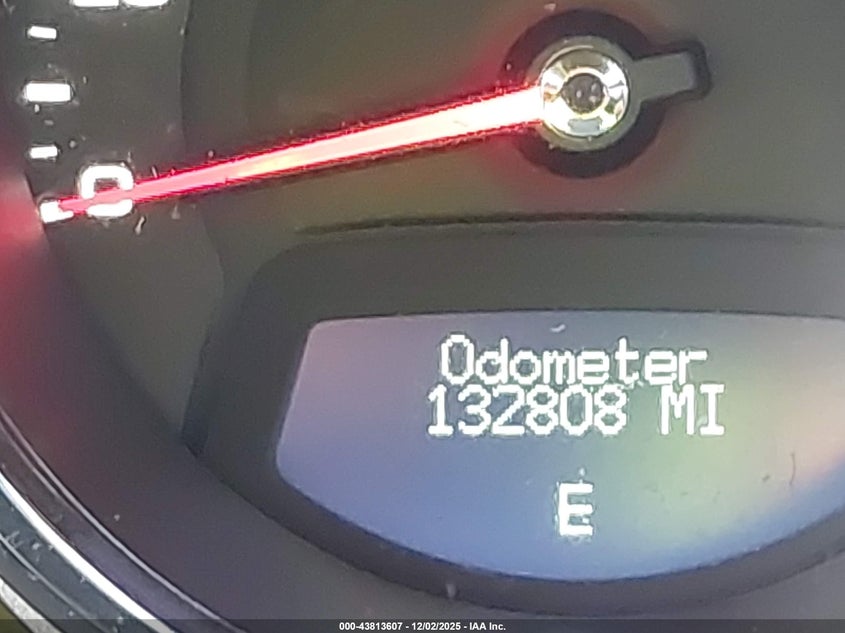 0
Odometer
132808 MI
E
000-43813607 - 12/02/2025 - IAA Inc.